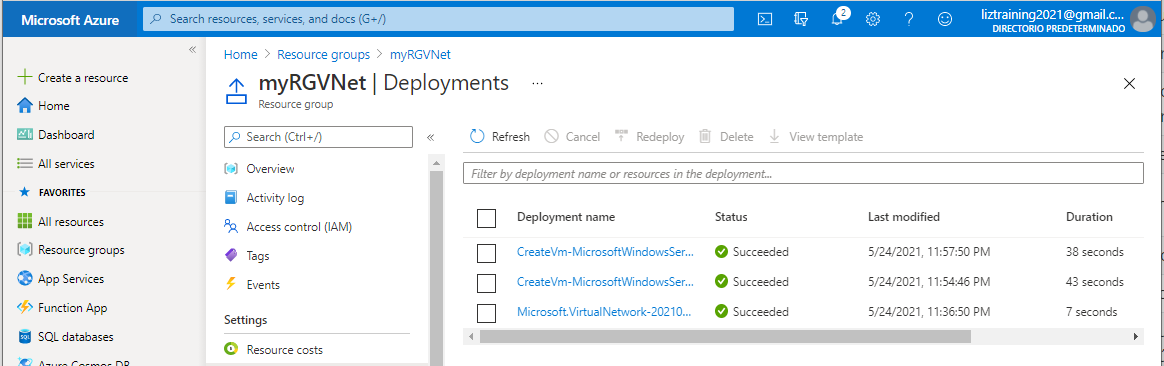 Microsoft Azure
Search resources, services, and docs (G+/)
2
liztraining2021@gmail.c...
DIRECTORIO PREDETERMINADO
Create a resource
Home
Dashboard
All services
FAVORITES
All resources
Resource groups
App Services
Function App
SQL databases
Azure Cosmos DB
Home > Resource groups > myRGVNet
myRGVNet | Deployments ...
Resource group
Search (Ctrl+/)
Overview
Activity log
Access control (IAM)
Tags
Events
Settings
Resource costs
Refresh Cancel Redeploy Delete View template
Filter by deployment name or resources in the deployment...
Deployment name Status Last modified Duration
CreateVm-MicrosoftWindowsSer... Succeeded 5/24/2021, 11:57:50 PM 38 seconds
CreateVm-MicrosoftWindowsSer... Succeeded 5/24/2021, 11:54:46 PM 43 seconds
Microsoft.VirtualNetwork-20210... Succeeded 5/24/2021, 11:36:50 PM 7 seconds